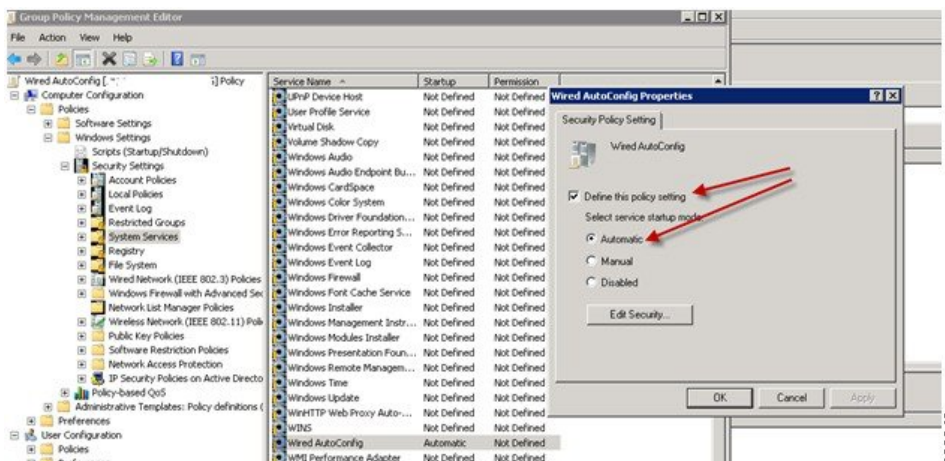 Group Policy Management Editor
File Action View Help
Wired AutoConfig [. Policy
Computer Configuration
Policies
Software Settings
Windows Settings
Scripts (Startup/Shutdown)
Security Settings
Account Policies
Local Policies
Event Log
Restricted Groups
System Services
Registry
File System
Wired Network (IEEE 802.3) Policies
Windows Firewall with Advanced Sec
Network List Manager Policies
Wireless Network (IEEE 802.11) Poli
Public Key Policies
Software Restriction Policies
Network Access Protection
IP Security Policies on Active Directo
Policy-based QoS
Administrative Templates: Policy definitions (
Preferences
User Configuration
Policies
Service Name Startup Permission
UPnP Device Host Not Defined Not Defined
User Profile Service Not Defined Not Defined
Virtual Disk Not Defined Not Defined
Volume Shadow Copy Not Defined Not Defined
Windows Audio Not Defined Not Defined
Windows Audio Endpoint Bu... Not Defined Not Defined
Windows CardSpace Not Defined Not Defined
Windows Color System Not Defined Not Defined
Windows Driver Foundation... Not Defined Not Defined
Windows Error Reporting S... Not Defined Not Defined
Windows Event Collector Not Defined Not Defined
Windows Event Log Not Defined Not Defined
Windows Firewall Not Defined Not Defined
Windows Font Cache Service Not Defined Not Defined
Windows Installer Not Defined Not Defined
Windows Management Instr... Not Defined Not Defined
Windows Modules Installer Not Defined Not Defined
Windows Presentation Foun... Not Defined Not Defined
Windows Remote Managem... Not Defined Not Defined
Windows Time Not Defined Not Defined
Windows Update Not Defined Not Defined
WinHTTP Web Proxy Auto-... Not Defined Not Defined
WINS Not Defined Not Defined
Wired AutoConfig Automatic Not Defined
WMI Performance Adapter Not Defined Not Defined
Wired AutoConfig Properties
Security Policy Setting
Wired AutoConfig
Define this policy setting
Select service startup mode:
Automatic
Manual
Disabled
Edit Security...
OK Cancel Apply